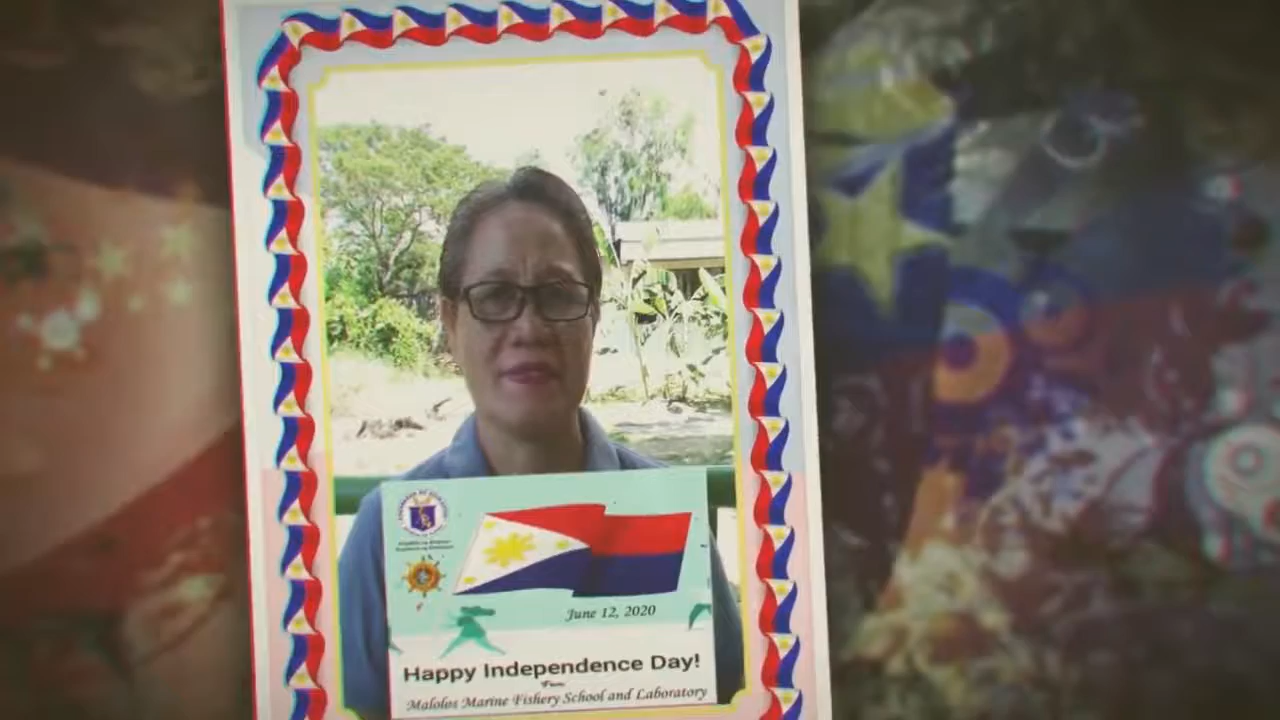 June 12, 2020
Happy Independence Day!
From
Malolos Marine Fishery School and Laboratory